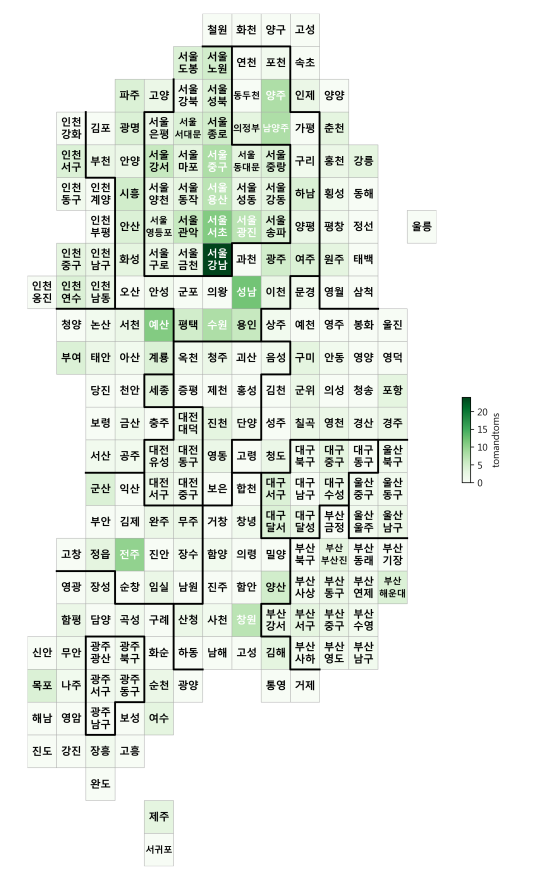 철원 화천 양구 고성
서울 도봉 서울 노원 연천 포천 속초
파주 고양 서울 강북 서울 성북 동두천 양주 인제 양양
인천 강화 김포 광명 서울 은평 서울 서대문 서울 종로 의정부 남양주 가평 춘천
인천 서구 부천 안양 서울 강서 서울 마포 서울 중구 서울 동대문 서울 중랑 구리 홍천 강릉
인천 동구 인천 계양 시흥 서울 양천 서울 동작 서울 용산 서울 성동 서울 강동 하남 횡성 동해
인천 부평 안산 서울 영등포 서울 관악 서울 서초 서울 광진 서울 송파 양평 평창 정선 울릉
인천 중구 인천 남구 화성 서울 구로 서울 금천 서울 강남 과천 광주 여주 원주 태백
인천 옹진 인천 연수 인천 남동 오산 안성 군포 의왕 성남 이천 문경 영월 삼척
청양 논산 서천 예산 평택 수원 용인 상주 예천 영주 봉화 울진
부여 태안 아산 계룡 옥천 청주 괴산 음성 구미 안동 영양 영덕
당진 천안 세종 증평 제천 홍성 김천 군위 의성 청송 포항
보령 금산 충주 대전 대덕 진천 단양 성주 칠곡 영천 경산 경주
서산 공주 대전 유성 대전 동구 영동 고령 청도 대구 북구 대구 중구 대구 동구 울산 북구
군산 익산 대전 서구 대전 중구 보은 합천 대구 서구 대구 남구 대구 수성 울산 중구 울산 동구
부안 김제 완주 무주 거창 창녕 대구 달서 대구 달성 부산 금정 울산 울주 울산 남구
고창 정읍 전주 진안 장수 함양 의령 밀양 부산 북구 부산 부산진 부산 동래 부산 기장
영광 장성 순창 임실 남원 진주 함안 양산 부산 사상 부산 동구 부산 연제 부산 해운대
함평 담양 곡성 구례 산청 사천 창원 부산 강서 부산 서구 부산 중구 부산 수영
신안 무안 광주 광산 광주 북구 화순 하동 남해 고성 김해 부산 사하 부산 영도 부산 남구
목포 나주 광주 서구 광주 동구 순천 광양 통영 거제
해남 영암 광주 남구 보성 여수
진도 강진 장흥 고흥
완도
제주
서귀포
20
15
10
5
0
tomandtoms